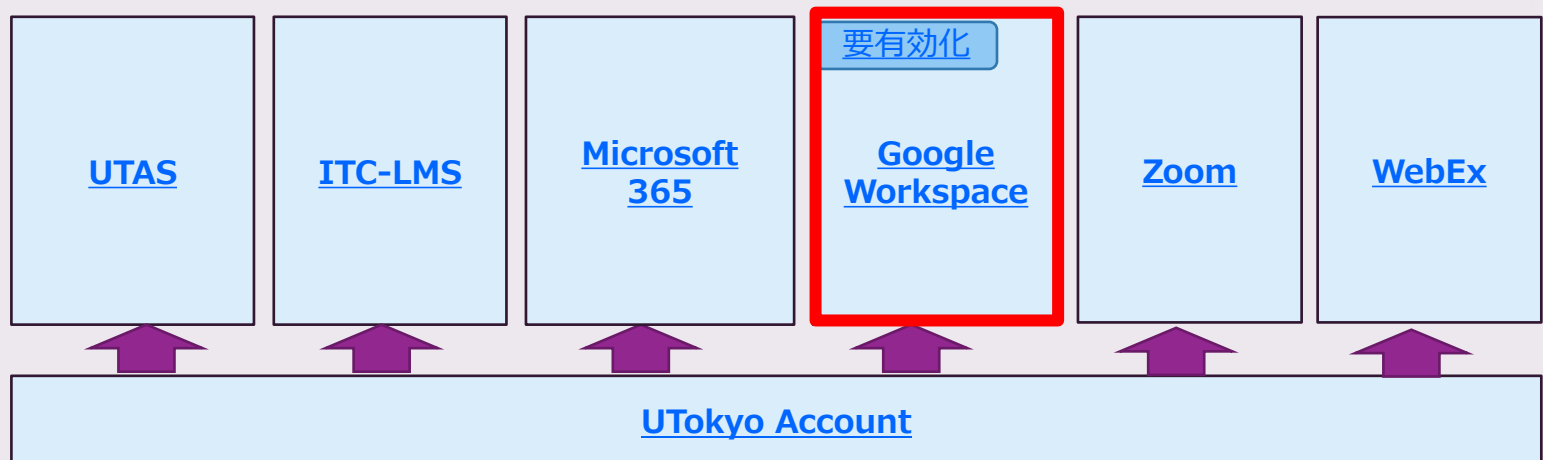 要有効化
UTAS
ITC-LMS
Microsoft
365
Google
Workspace
Zoom
WebEx
UTokyo Account